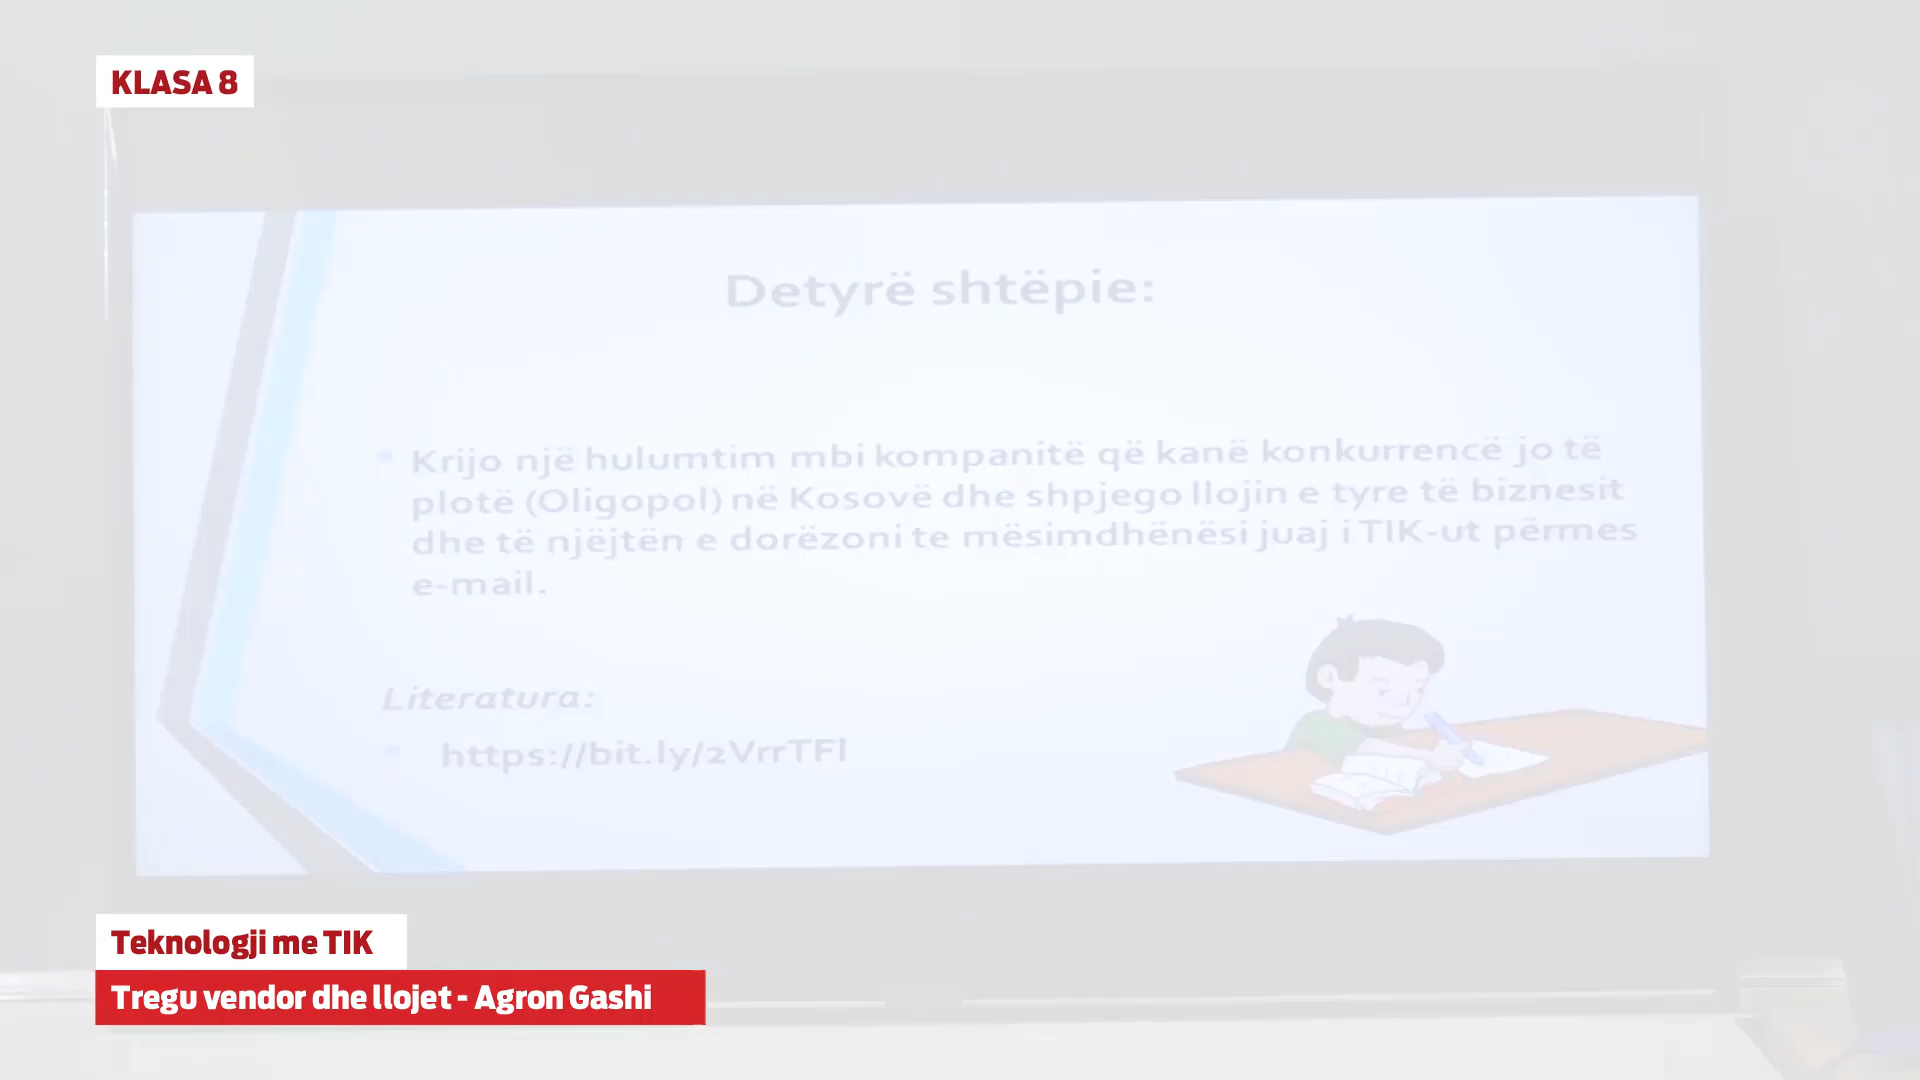 KLASA 8
Detyrë shtëpie:
Krijo një hulumtim mbi kompanitë që kanë konkurrencë jo të
plotë (Oligopol) në Kosovë dhe shpjego llojin e tyre të biznesit
dhe të njëjtën e dorëzoni te mësimdhënësi juaj i TIK-ut përmes
e-mail.
Literatura:
https://bit.ly/2VrrTFl
Teknologji me TIK
Tregu vendor dhe llojet - Agron Gashi